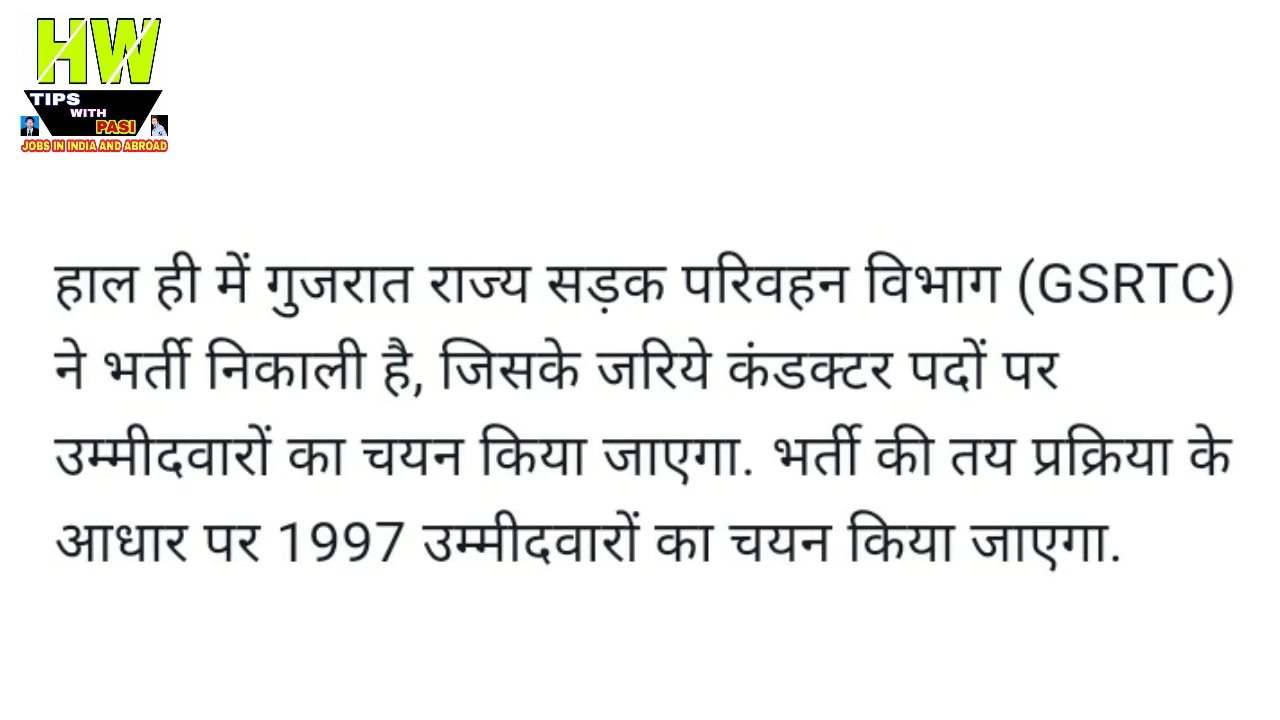 HW
TIPS
WITH
PASI
JOBS IN INDIA AND ABROAD
हाल ही में गुजरात राज्य सड़क परिवहन विभाग (GSRTC)
ने भर्ती निकाली है, जिसके जरिये कंडक्टर पदों पर
उम्मीदवारों का चयन किया जाएगा. भर्ती की तय प्रक्रिया के
आधार पर 1997 उम्मीदवारों का चयन किया जाएगा.